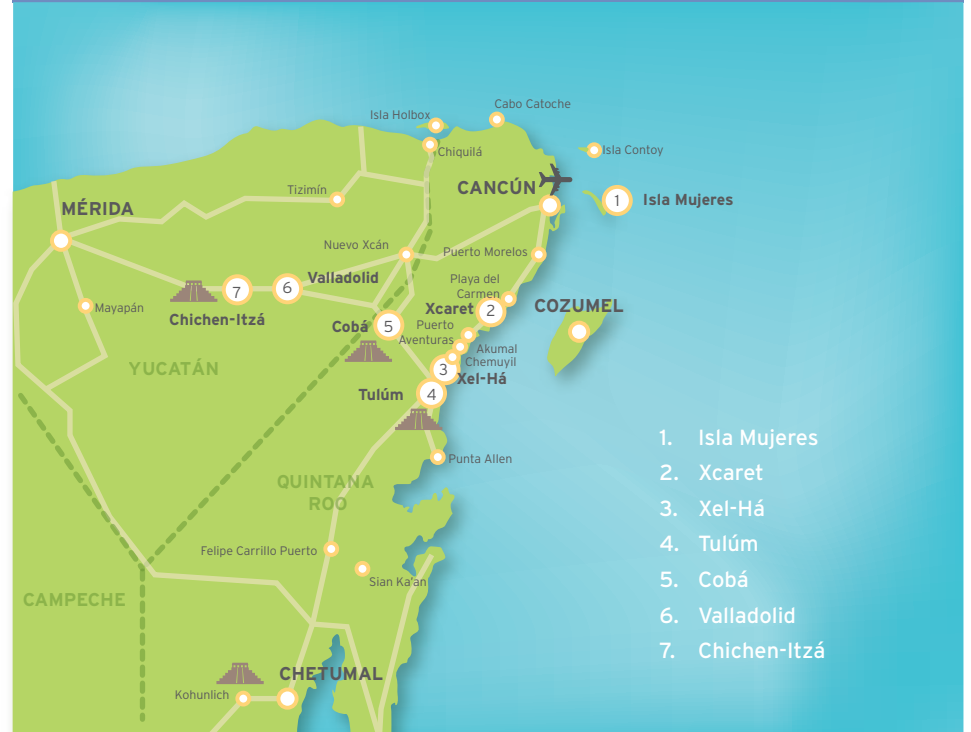 Cabo Catoche
Isla Holbox
Chiquilá
Isla Contoy
CANCÚN
Tizimín
1
Isla Mujeres
MÉRIDA
Nuevo Xcán
Puerto Morelos
Valladolid
Playa del
Carmen
7
6
Mayapán
Chichen-Itzá
Xcaret
2
COZUMEL
Cobá
5
Puerto
Aventuras
Akumal
Chemuyil
YUCATÁN
3
Xel-Há
Tulúm
4
Punta Allen
QUINTANA
ROO
Felipe Carrillo Puerto
Sian Ka'an
CAMPECHE
CHETUMAL
Kohunlich
1. Isla Mujeres
2. Xcaret
3. Xel-Há
4. Tulúm
5. Cobá
6. Valladolid
7. Chichen-Itzá